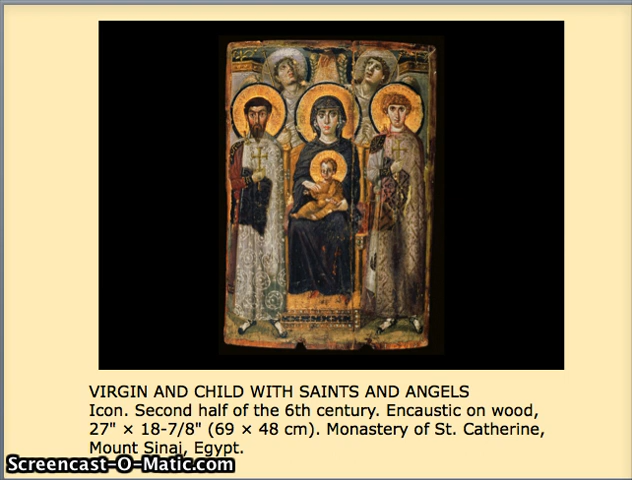 VIRGIN AND CHILD WITH SAINTS AND ANGELS
Icon. Second half of the 6th century. Encaustic on wood,
27" × 18-7/8" (69 × 48 cm). Monastery of St. Catherine,
Mount Sinai, Egypt.
Screencast-O-Matic.com